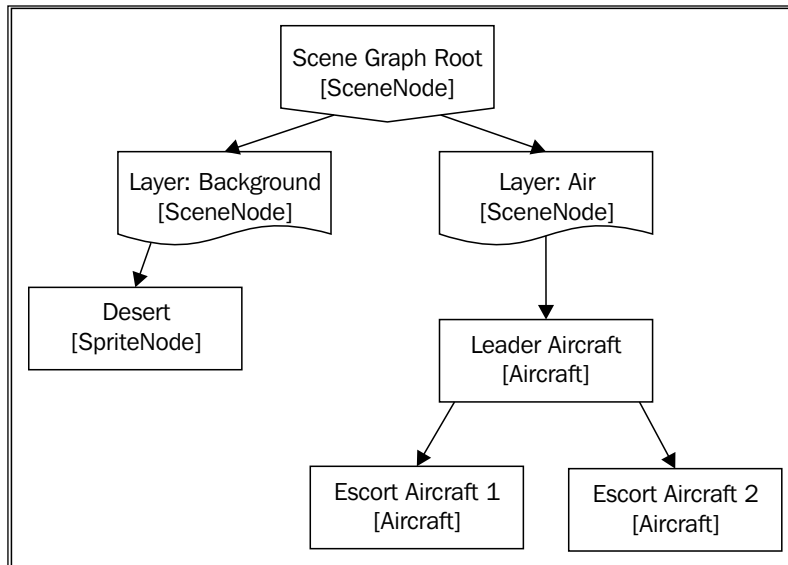 Scene Graph Root
[SceneNode]
Layer: Background
[SceneNode]
Layer: Air
[SceneNode]
Desert
[SpriteNode]
Leader Aircraft
[Aircraft]
Escort Aircraft 1
[Aircraft]
Escort Aircraft 2
[Aircraft]